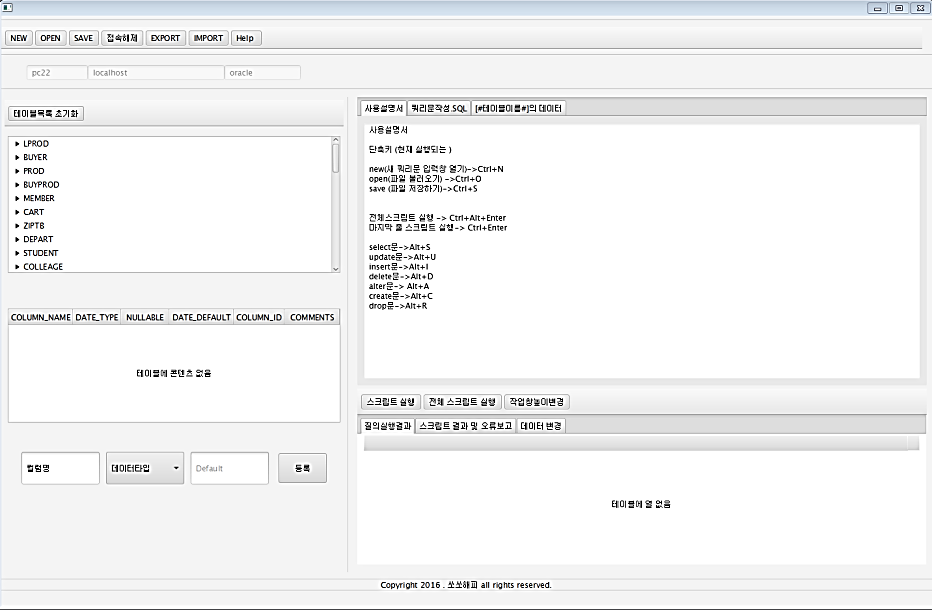 NEW OPEN SAVE 접속해제 EXPORT IMPORT Help
pc22 localhost oracle
테이블목록 초기화
LPROD
BUYER
PROD
BUYPROD
MEMBER
CART
ZIPTB
DEPART
STUDENT
COLLEAGE
COLUMN_NAME DATE_TYPE NULLABLE DATE_DEFAULT COLUMN_ID COMMENTS
테이블에 콘텐츠 없음
컬럼명 데이터타입 Default 등록
사용설명서 쿼리문작성.SQL [#테이블이름#]의 데이터
사용설명서
단축키 (현재 실행되는 )
new(새 쿼리문 입력창 열기)->Ctrl+N
open(파일 불러오기) ->Ctrl+O
save (파일 저장하기)->Ctrl+S
전체스크립트 실행 -> Ctrl+Alt+Enter
마지막 줄 스크립트 실행-> Ctrl+Enter
select문->Alt+S
update문->Alt+U
insert문->Alt+I
delete문->Alt+D
alter문-> Alt+A
create문->Alt+C
drop문->Alt+R
스크립트 실행 전체 스크립트 실행 작업창높이변경
질의실행결과 스크립트 결과 및 오류보고 데이터 변경
테이블에 열 없음
Copyright 2016 . 쏘쏘해피 all rights reserved.